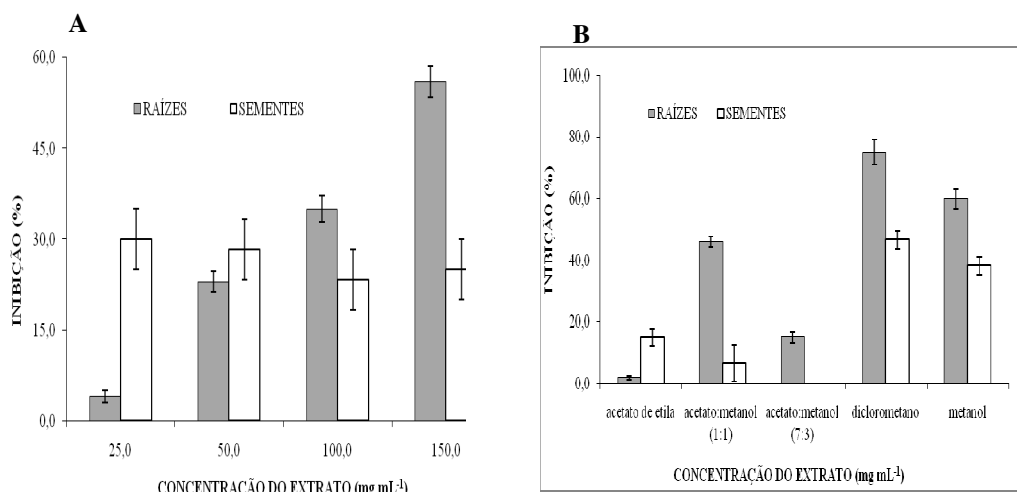 A
60,0
45,0
30,0
15,0
0,0
INIBIÇÃO (%)
RAÍZES
SEMENTES
25,0
50,0
100,0
150,0
CONCENTRAÇÃO DO EXTRATO (mg mL-1)
B
100,0
80,0
60,0
40,0
20,0
0,0
INIBIÇÃO (%)
RAÍZES
SEMENTES
acetato de etila
acetato:metanol
(1:1)
acetato:metanol
(7:3)
diclorometano
metanol
CONCENTRAÇÃO DO EXTRATO (mg mL-1)